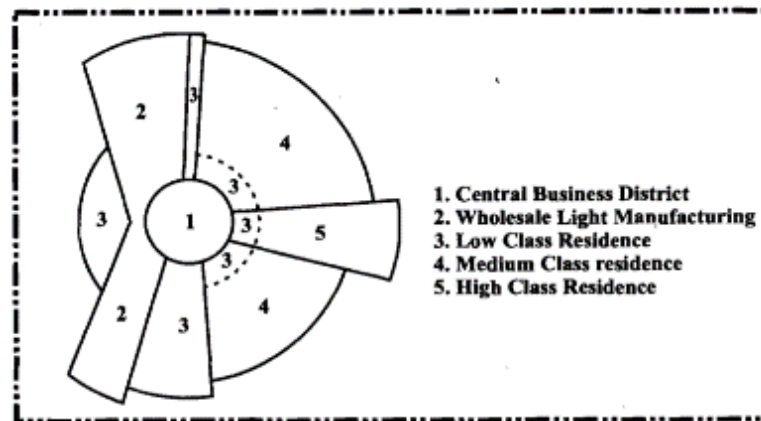 3
2
4
3
3
1
3
5
3
2
3
4
1. Central Business District
2. Wholesale Light Manufacturing
3. Low Class Residence
4. Medium Class residence
5. High Class Residence